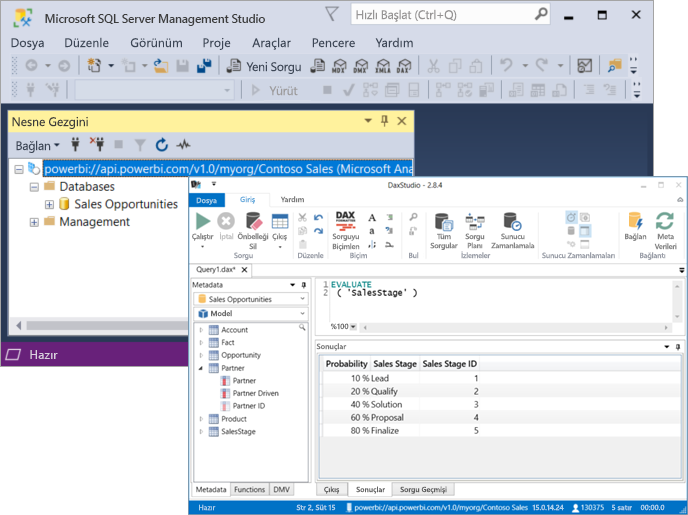 Microsoft SQL Server Management Studio
Hızlı Başlat (Ctrl+Q)
Dosya Düzenle Görünüm Proje Araçlar Pencere Yardım
Yeni Sorgu MDX DMX XMLA DAX
Yürüt
Nesne Gezgini
Bağlan
powerbi://api.powerbi.com/v1.0/myorg/Contoso Sales (Microsoft Ana
Databases
Sales Opportunities
Management
Hazır
DaxStudio - 2.8.4
Dosya Giriş Yardım
Çalıştır İptal Önbelleği Sil Çıkış
DAX FORMATTER
Sorguyu Biçimlen
Tüm Sorgular Sorgu Planı Sunucu Zamanlamala
Bağlan Meta Verileri
Sorgu Düzenle Biçim Bul İzlemeler Sunucu Zamanlamaları Bağlantı
Query1.dax*
Metadata
Sales Opportunities
Model
Account
Fact
Opportunity
Partner
Partner
Partner Driven
Partner ID
Product
SalesStage
Metadata Functions DMV
1 EVALUATE
2 ( 'SalesStage' )
%100
Sonuçlar
Probability Sales Stage Sales Stage ID
10 % Lead 1
20 % Qualify 2
40 % Solution 3
60 % Proposal 4
80 % Finalize 5
Çıkış Sonuçlar Sorgu Geçmişi
Hazır Str 2, Süt 15 powerbi://api.powerbi.com/v1.0/myorg/Contoso Sales 15.0.14.24 130375 5 satır 00:00.0